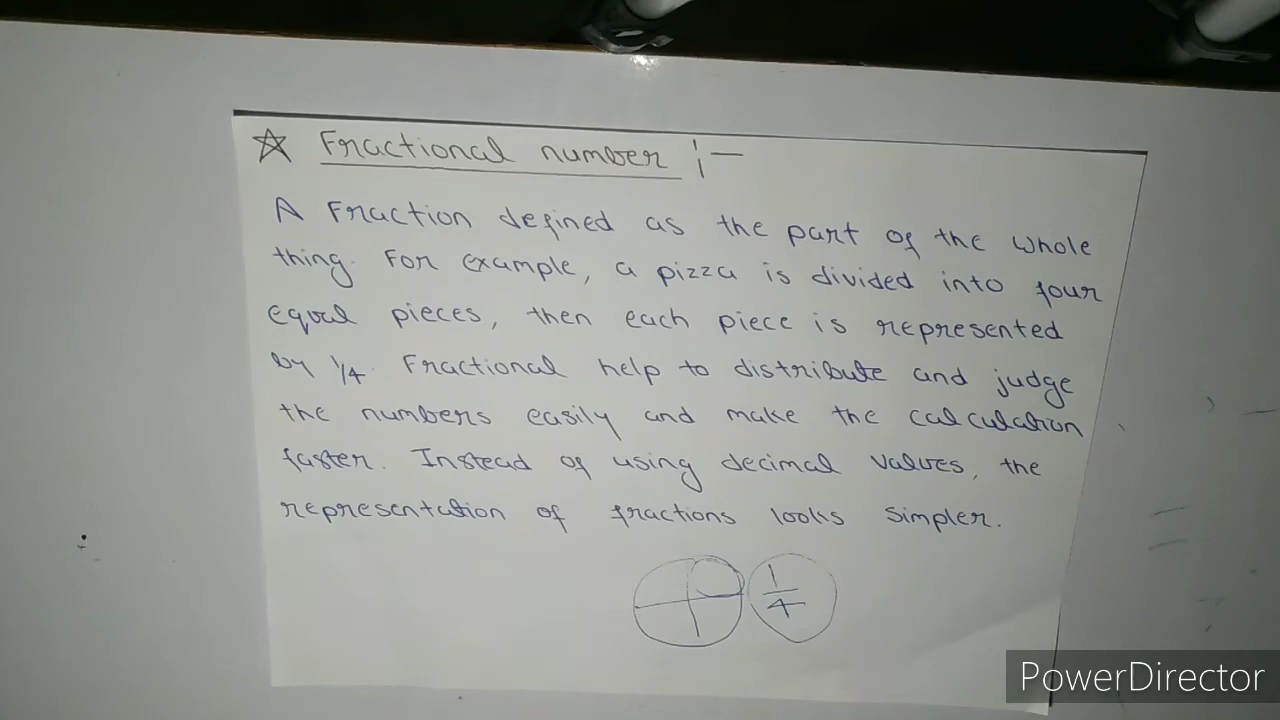 ☆ Fractional number :-
A Fraction defined as the part of the whole
thing. For example, a pizza is divided into four
equal pieces, then each piece is represented
by 1/4. Fractional help to distribute and judge
the numbers easily and make the calculation
faster. Instead of using decimal values, the
representation of fractions looks simpler.
1
4
PowerDirector